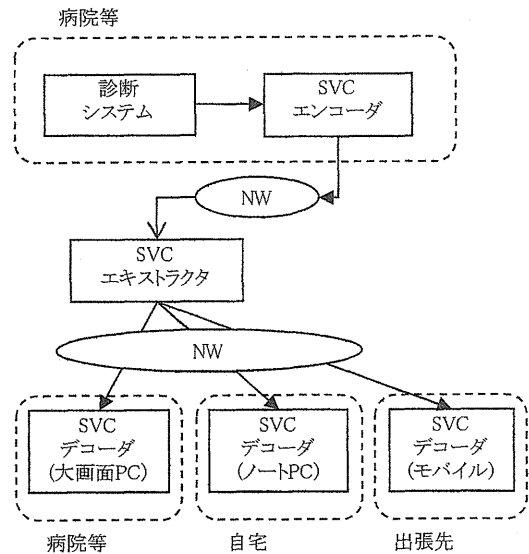 病院等
診断
システム
SVC
エンコーダ
NW
SVC
エキストラクタ
NW
SVC
デコーダ
(大画面PC)
SVC
デコーダ
(ノートPC)
SVC
デコーダ
(モバイル)
病院等
自宅
出張先